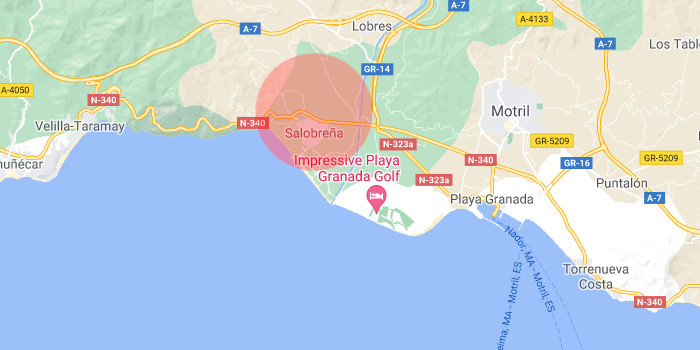 Lobres
A-7
A-7
A-4133
A-7
Los Tabl
GR-14
A-4050
N-340
Velilla-Taramay
N-340
Salobreña
Motril
uñécar
N-323a
N-340
GR-5209
GR-16
GR-5209
Impressive Playa
Granada Golf
N-323a
Puntalón
A-7
Playa Granada
Nador, MA - Motril, ES
Torrenueva
Costa
N-340
eima, MA - Motril, ES